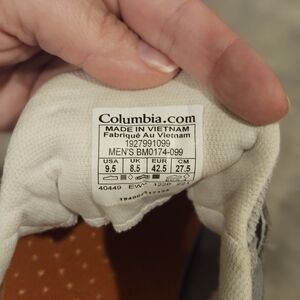 Columbia.com
MADE IN VIETNAM
Fabriqué Au Vietnam
1927991099
MEN'S BM0174-099
USA UK EUR CM
9.5 8.5 42.5 27.5
40449 EW